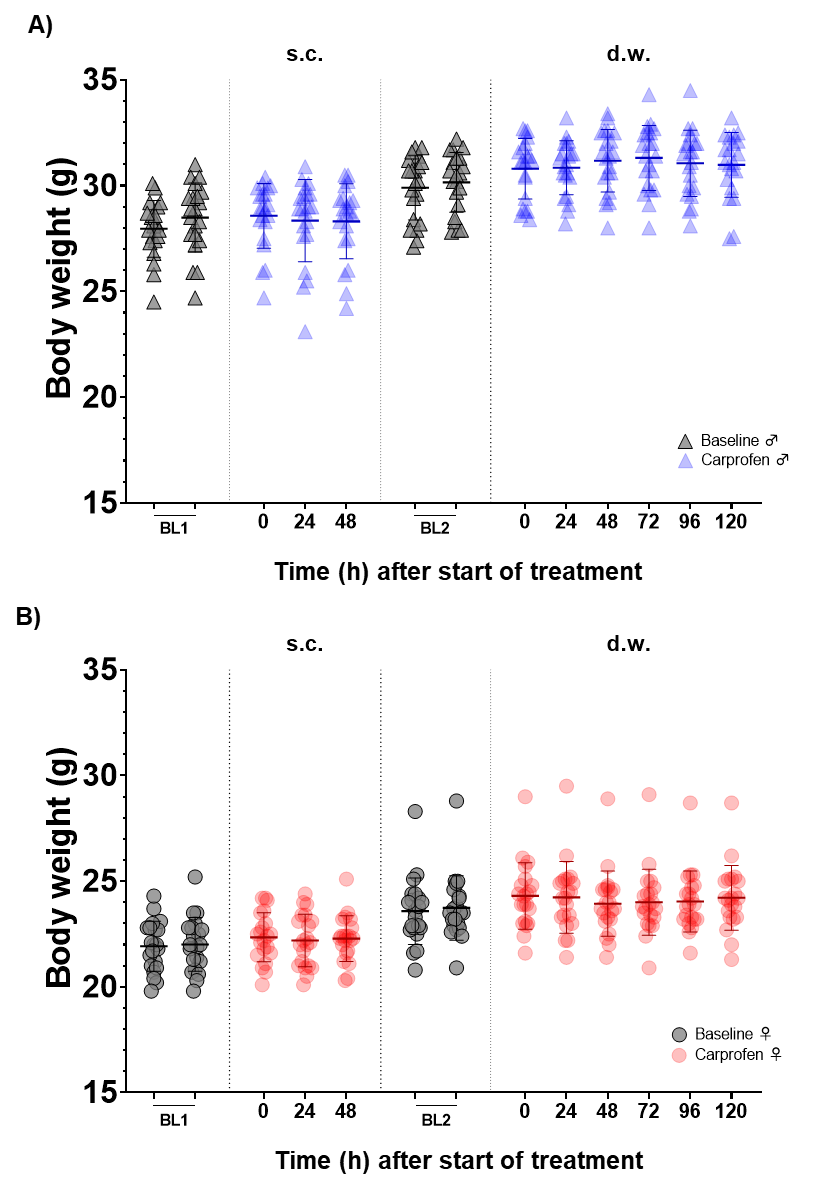 A)
s.c. d.w.
Body weight (g)
35
30
25
20
15
Baseline ♂
Carprofen ♂
BL1 0 24 48 BL2 0 24 48 72 96 120
Time (h) after start of treatment
B)
s.c. d.w.
Body weight (g)
35
30
25
20
15
Baseline ♀
Carprofen ♀
BL1 0 24 48 BL2 0 24 48 72 96 120
Time (h) after start of treatment